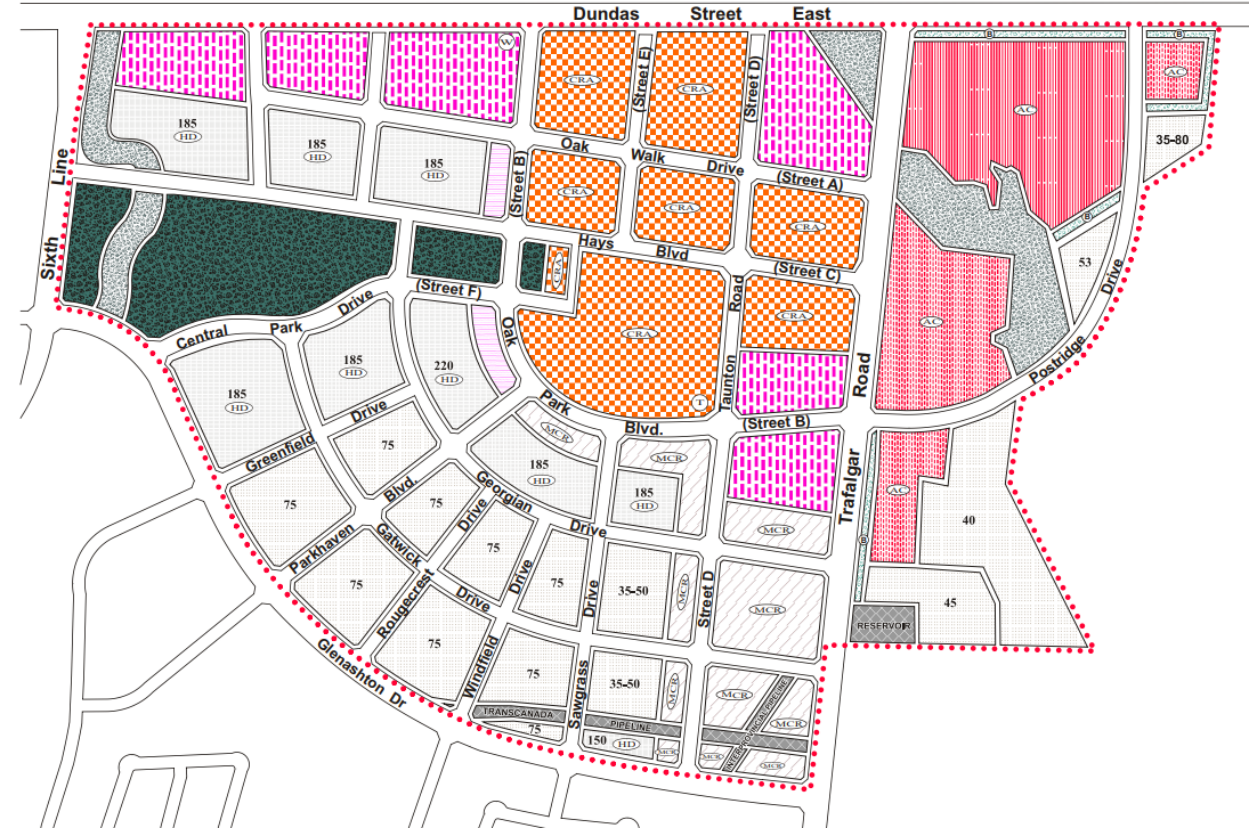 Dundas Street East
B
B
W
CRA
CRA
(Street E)
(Street D)
AC
AC
185
HD
185
HD
185
HD
35-80
Oak Walk Drive (Street A)
(Street B)
Sixth Line
CRA
CRA
CRA
B
Hays Blvd (Street C)
53
CRA
(Street F)
Central Park Drive
Oak Park Blvd. (Street B)
CRA
CRA
AC
Taunton Road
Trafalgar Road
Postridge Drive
185
HD
185
HD
220
HD
T
Greenfield Drive
75
MCR
MCR
185
HD
185
HD
AC
40
75
Parkhaven Blvd.
75
Georgian Drive
MCR
B
Gatwick Drive
75
75
75
35-50
MCR
Street D
MCR
45
RESERVOIR
Rougecrest Drive
75
75
35-50
MCR
MCR
MCR
Windfield Drive
Sawgrass Drive
Glenashton Dr
TRANSCANADA PIPELINE
INTERPROVINCIAL PIPELINE
75
150
HD
MCR
MCR
MCR